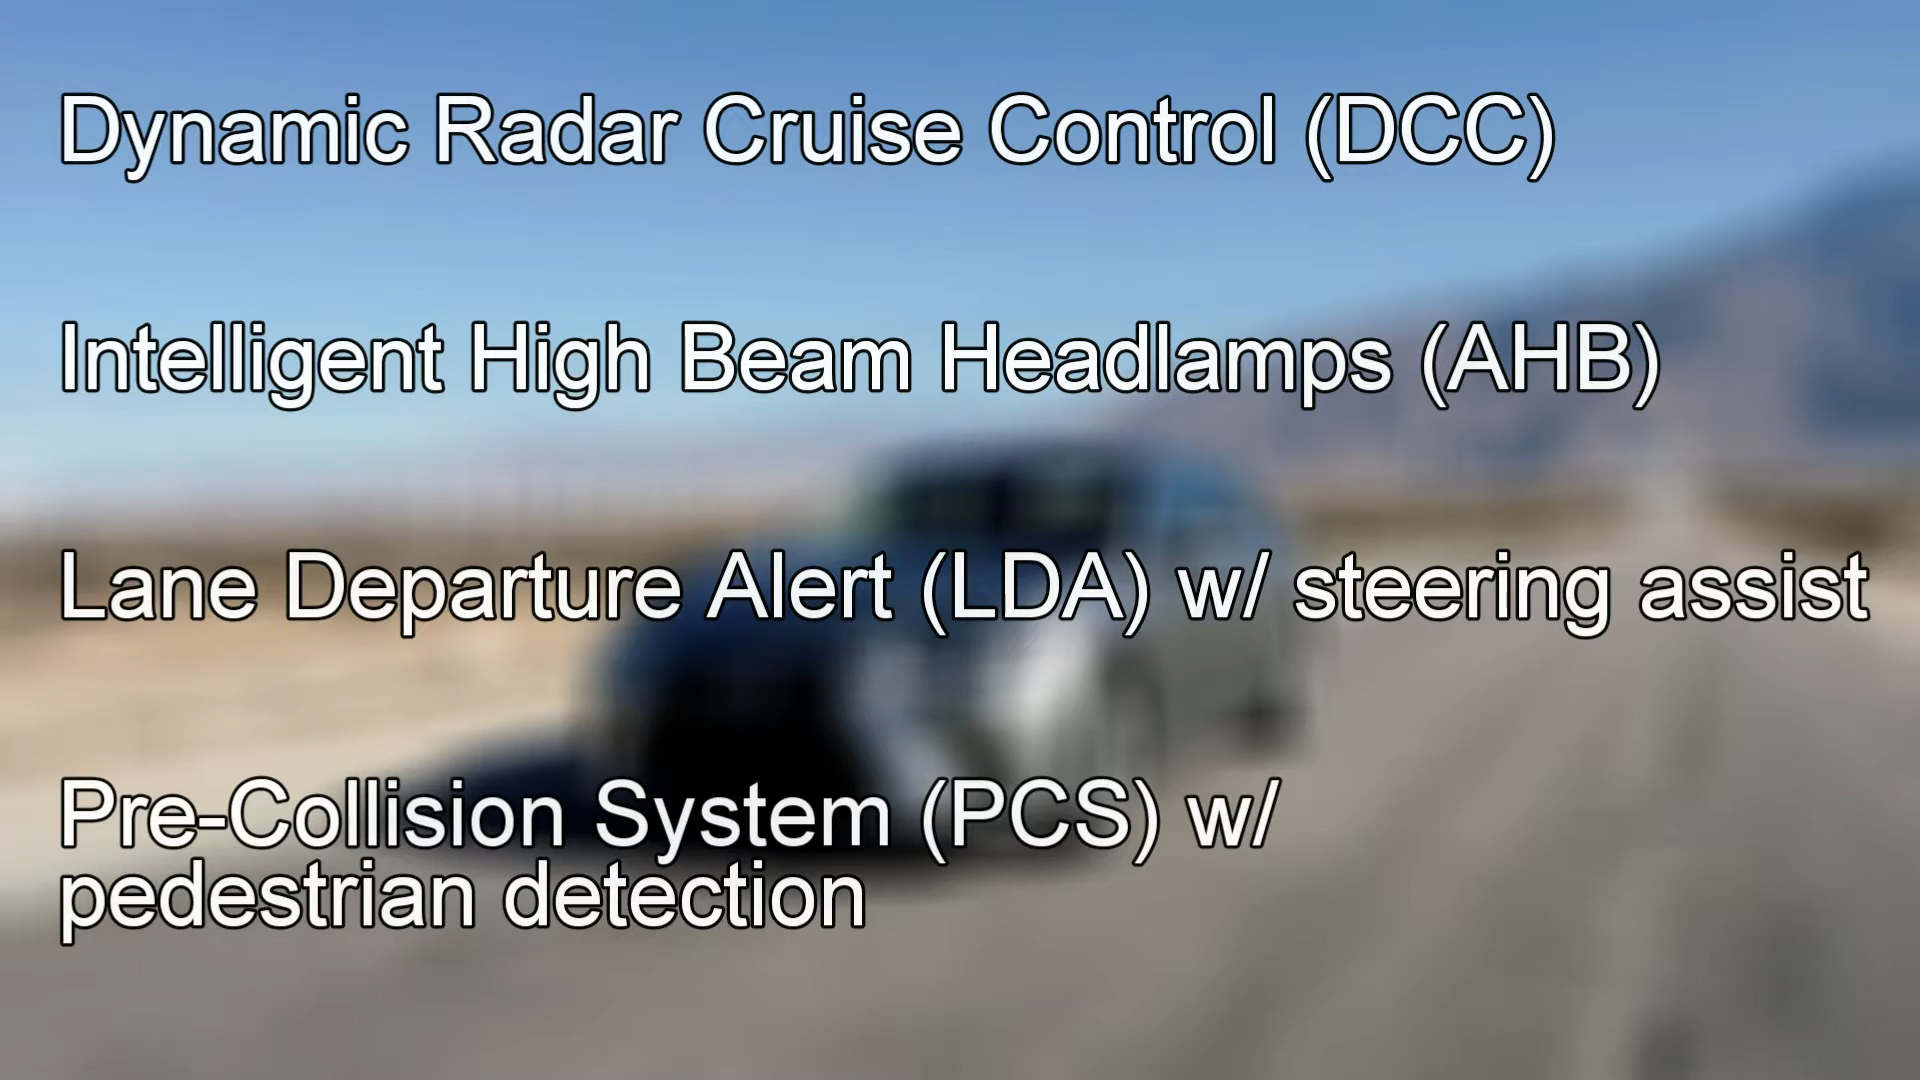 Dynamic Radar Cruise Control (DCC)
Intelligent High Beam Headlamps (AHB)
Lane Departure Alert (LDA) w/ steering assist
Pre-Collision System (PCS) w/
pedestrian detection